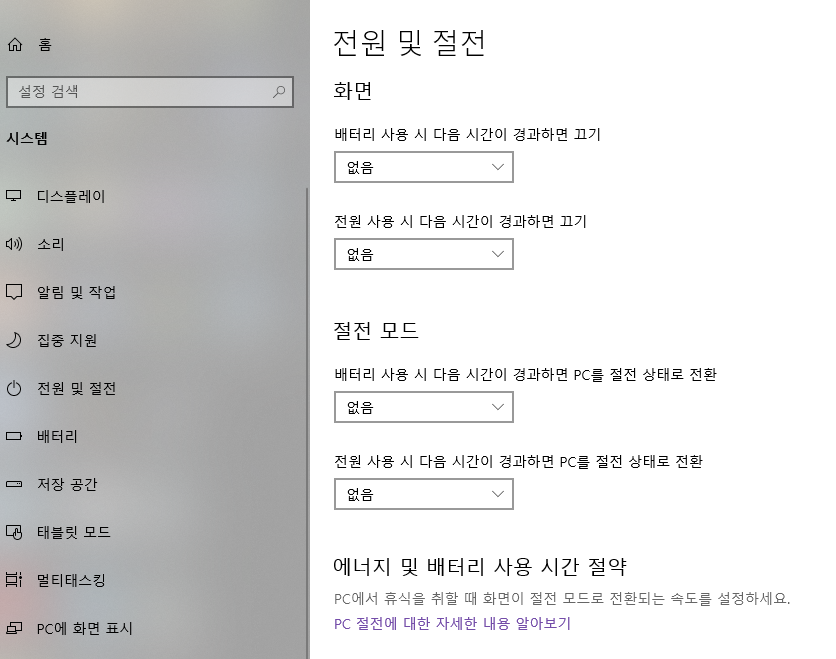 홈
설정 검색
시스템
디스플레이
소리
알림 및 작업
집중 지원
전원 및 절전
배터리
저장 공간
태블릿 모드
멀티태스킹
PC에 화면 표시
전원 및 절전
화면
배터리 사용 시 다음 시간이 경과하면 끄기
없음
전원 사용 시 다음 시간이 경과하면 끄기
없음
절전 모드
배터리 사용 시 다음 시간이 경과하면 PC를 절전 상태로 전환
없음
전원 사용 시 다음 시간이 경과하면 PC를 절전 상태로 전환
없음
에너지 및 배터리 사용 시간 절약
PC에서 휴식을 취할 때 화면이 절전 모드로 전환되는 속도를 설정하세요.
PC 절전에 대한 자세한 내용 알아보기